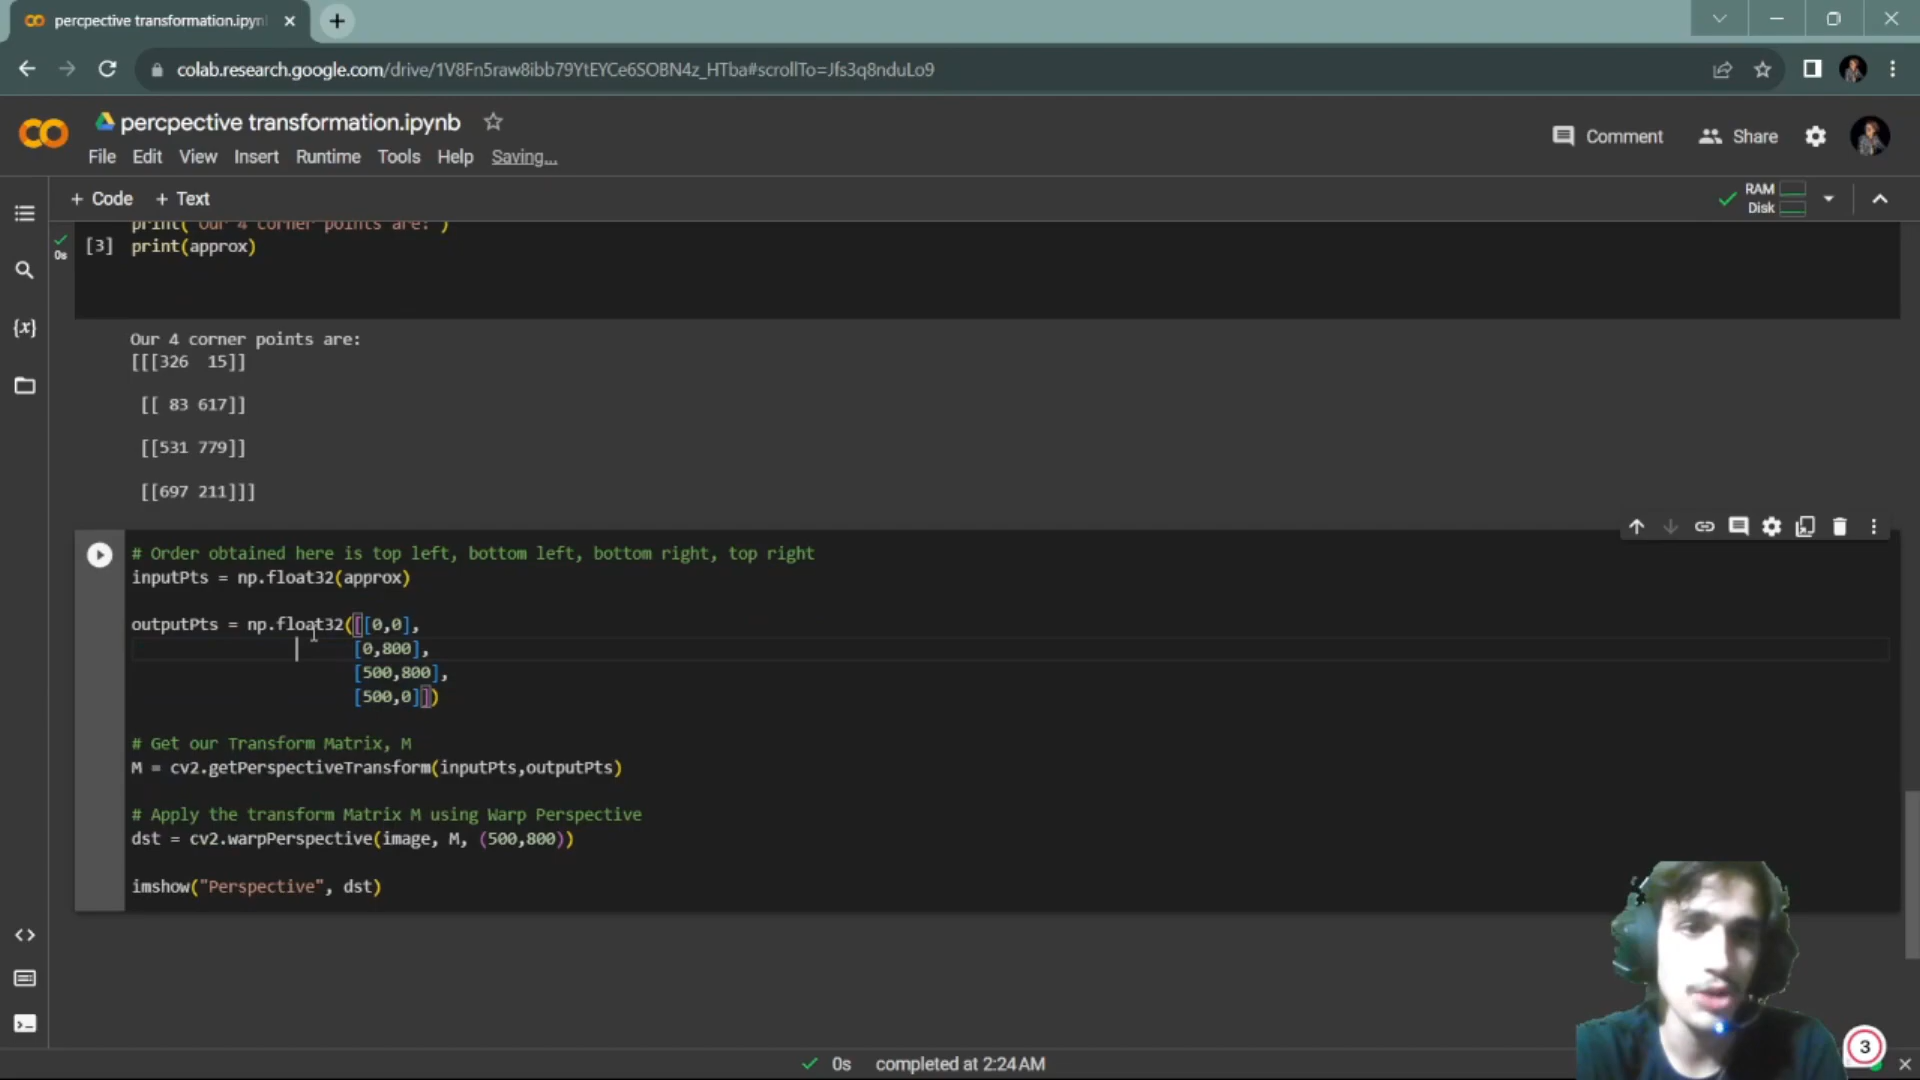 percpective transformation.ipyn
colab.research.google.com/drive/1V8Fn5raw8ibb79YtEYCe6SOBN4z_HTba#scrollTo=Jfs3q8nduLo9
percpective transformation.ipynb
File Edit View Insert Runtime Tools Help Saving...
Comment Share
+ Code + Text
RAM
Disk
print("Our 4 corner points are:")
[3] print(approx)
0s
{x}
Our 4 corner points are:
[[[326  15]]
[[ 83 617]]
[[531 779]]
[[697 211]]]
# Order obtained here is top left, bottom left, bottom right, top right
inputPts = np.float32(approx)
outputPts = np.float32([[0,0],
[0,800],
[500,800],
[500,0]])
# Get our Transform Matrix, M
M = cv2.getPerspectiveTransform(inputPts,outputPts)
# Apply the transform Matrix M using Warp Perspective
dst = cv2.warpPerspective(image, M, (500,800))
imshow("Perspective", dst)
0s completed at 2:24 AM
3